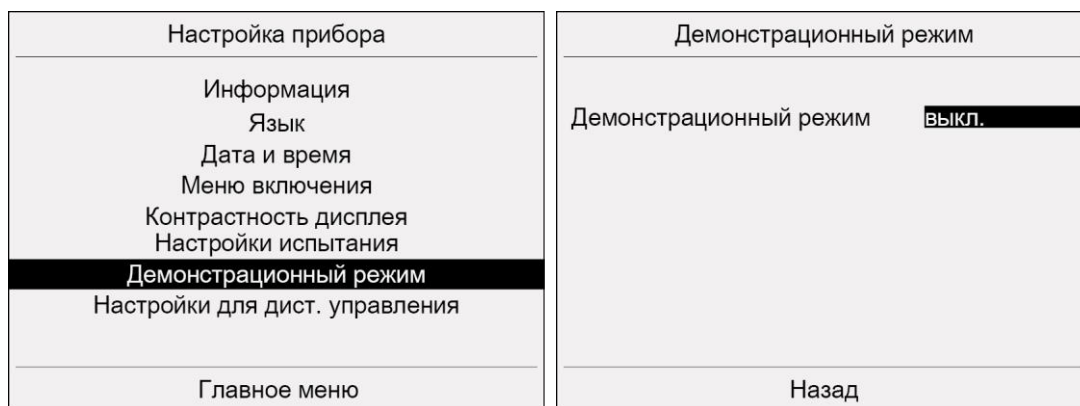 Настройка прибора
Информация
Язык
Дата и время
Меню включения
Контрастность дисплея
Настройки испытания
Демонстрационный режим
Настройки для дист. управления
Главное меню
Демонстрационный режим
Демонстрационный режим выкл.
Назад